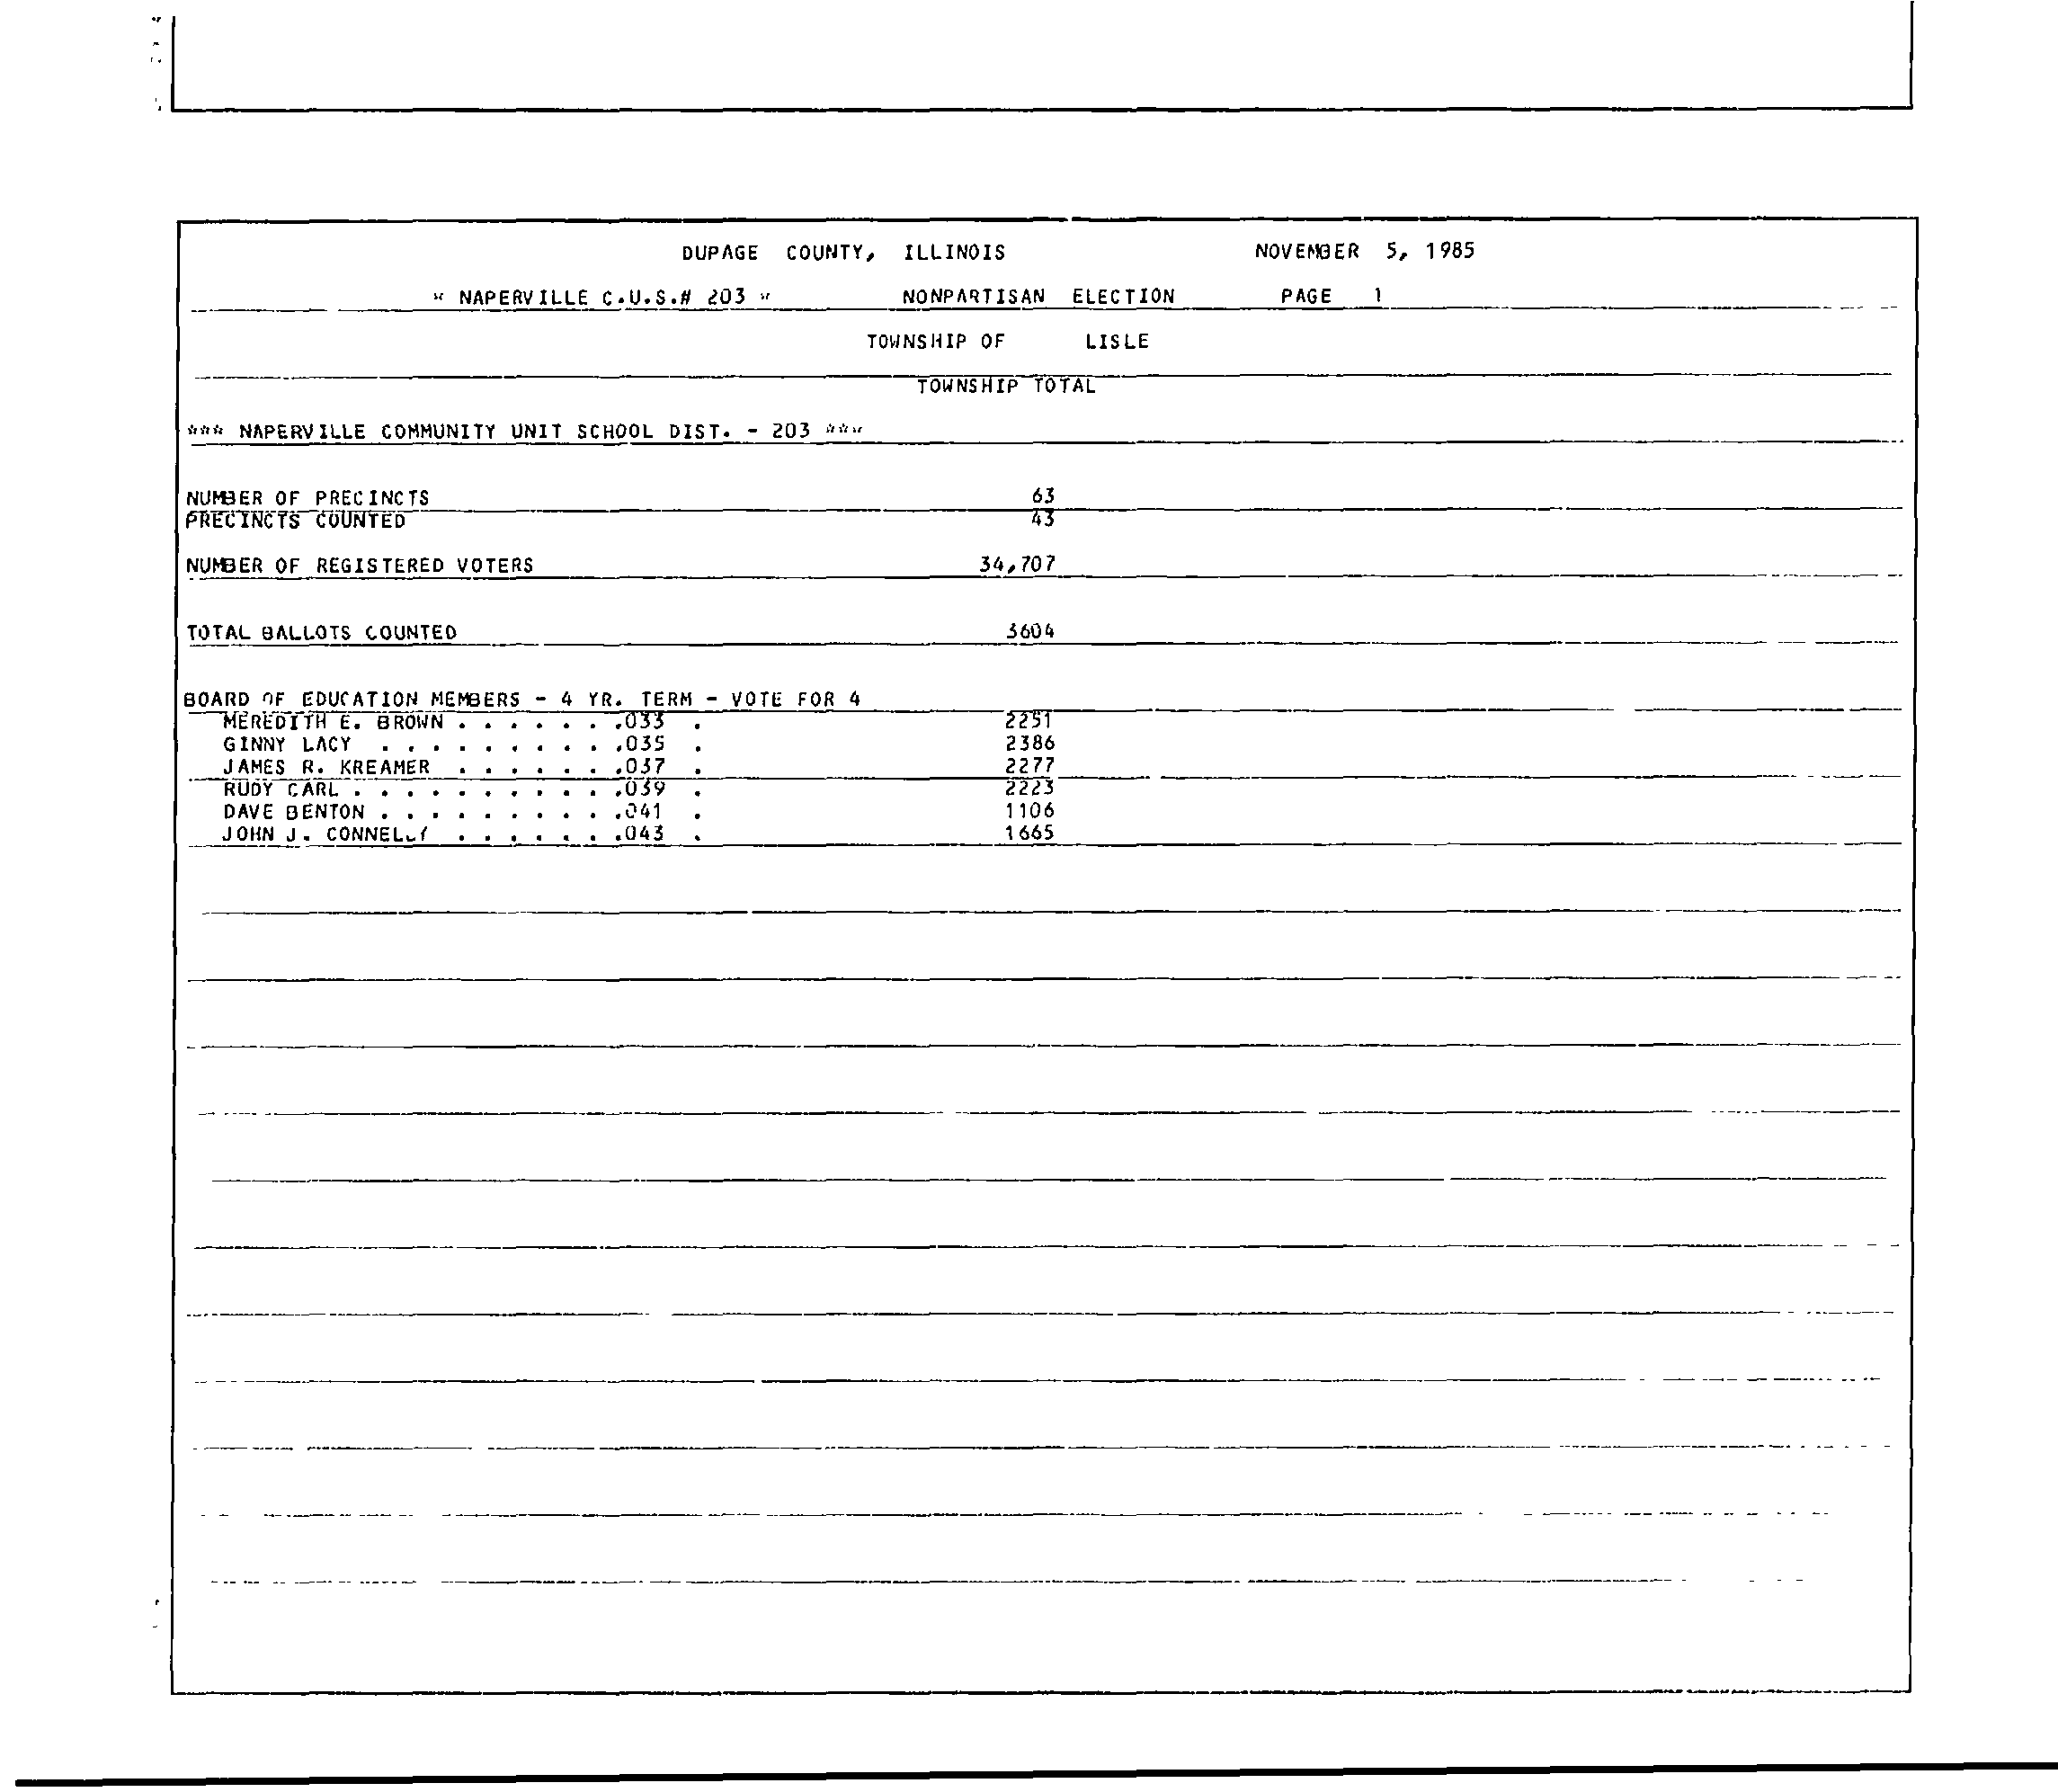 DUPAGE COUNTY, ILLINOIS NOVEMBER 5, 1985
* NAPERVILLE C.U.S.# 203 * NONPARTISAN ELECTION PAGE 1
TOWNSHIP OF LISLE
TOWNSHIP TOTAL
*** NAPERVILLE COMMUNITY UNIT SCHOOL DIST. - 203 ***
NUMBER OF PRECINCTS 63
PRECINCTS COUNTED 43
NUMBER OF REGISTERED VOTERS 34,707
TOTAL BALLOTS COUNTED 3604
BOARD OF EDUCATION MEMBERS - 4 YR. TERM - VOTE FOR 4
MEREDITH E. BROWN . . . . . . .033 . 2251
GINNY LACY . . . . . . . . . .035 . 2386
JAMES R. KREAMER . . . . . . .037 . 2277
RUDY CARL . . . . . . . . . . .039 . 2223
DAVE BENTON . . . . . . . . . .041 . 1106
JOHN J. CONNELLY . . . . . . .043 . 1665